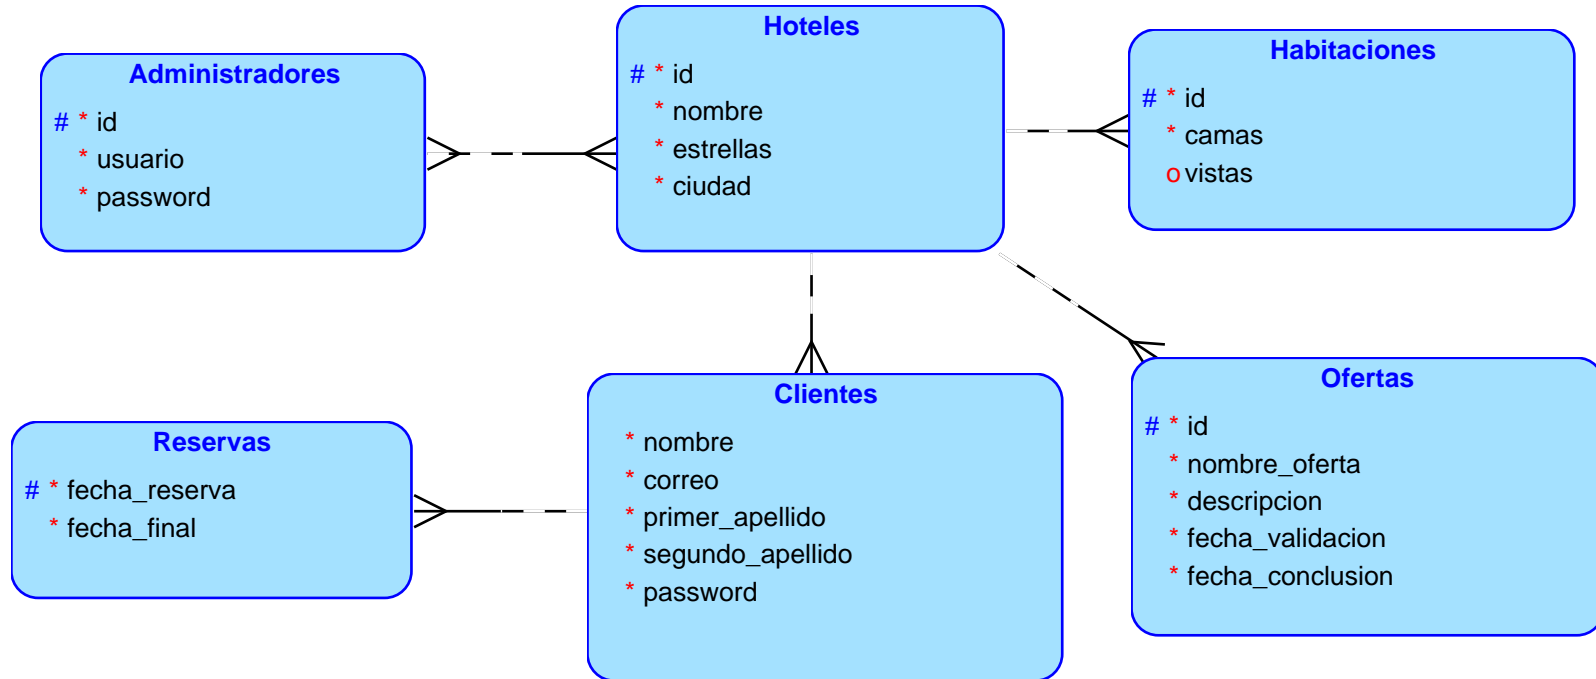 Administradores
# * id
* usuario
* password
Hoteles
# * id
* nombre
* estrellas
* ciudad
Habitaciones
# * id
* camas
o vistas
Reservas
# * fecha_reserva
* fecha_final
Clientes
* nombre
* correo
* primer_apellido
* segundo_apellido
* password
Ofertas
# * id
* nombre_oferta
* descripcion
* fecha_validacion
* fecha_conclusion